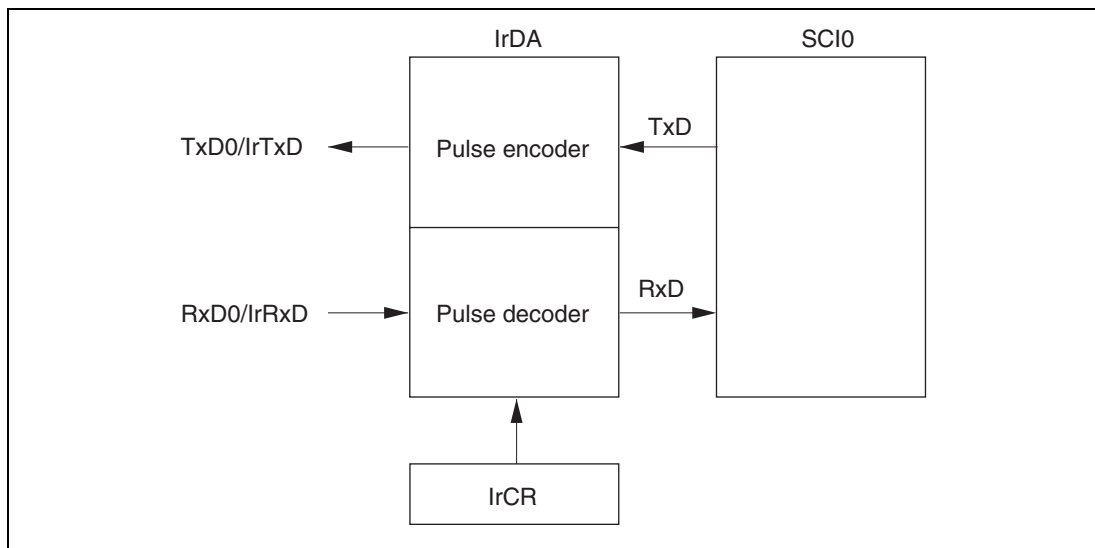 IrDA
SCI0
TxD0/IrTxD
Pulse encoder
TxD
RxD0/IrRxD
Pulse decoder
RxD
IrCR